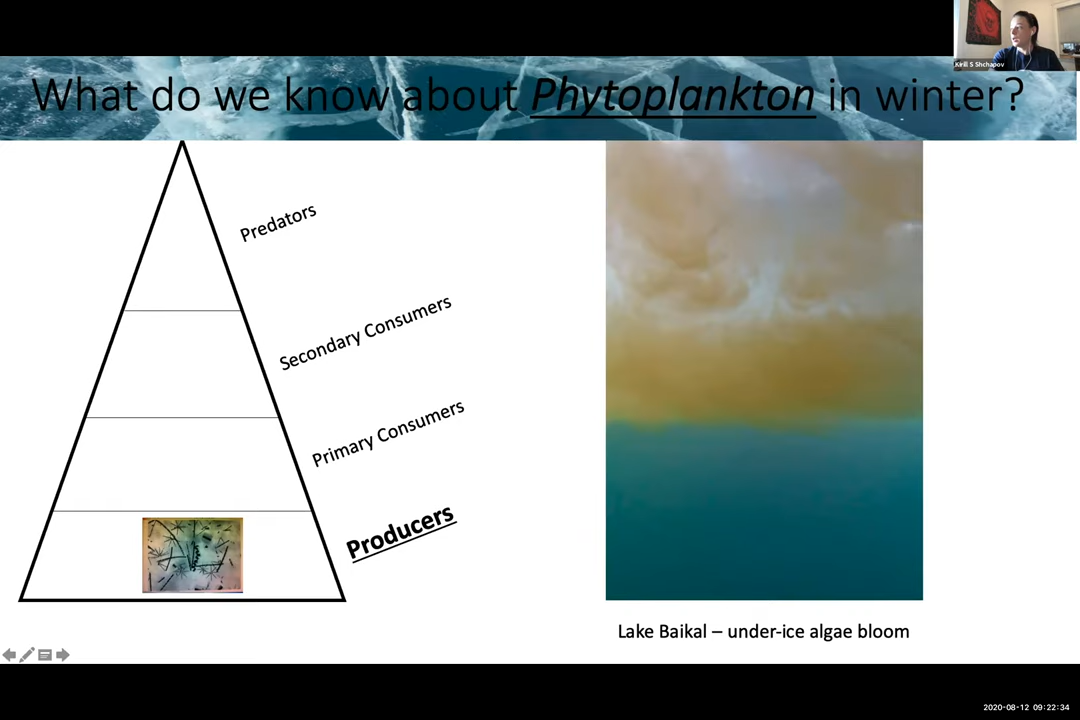 Kirill S Shchapov
What do we know about Phytoplankton in winter?
Predators
Secondary Consumers
Primary Consumers
Producers
Lake Baikal – under-ice algae bloom
2020-08-12 09:22:34